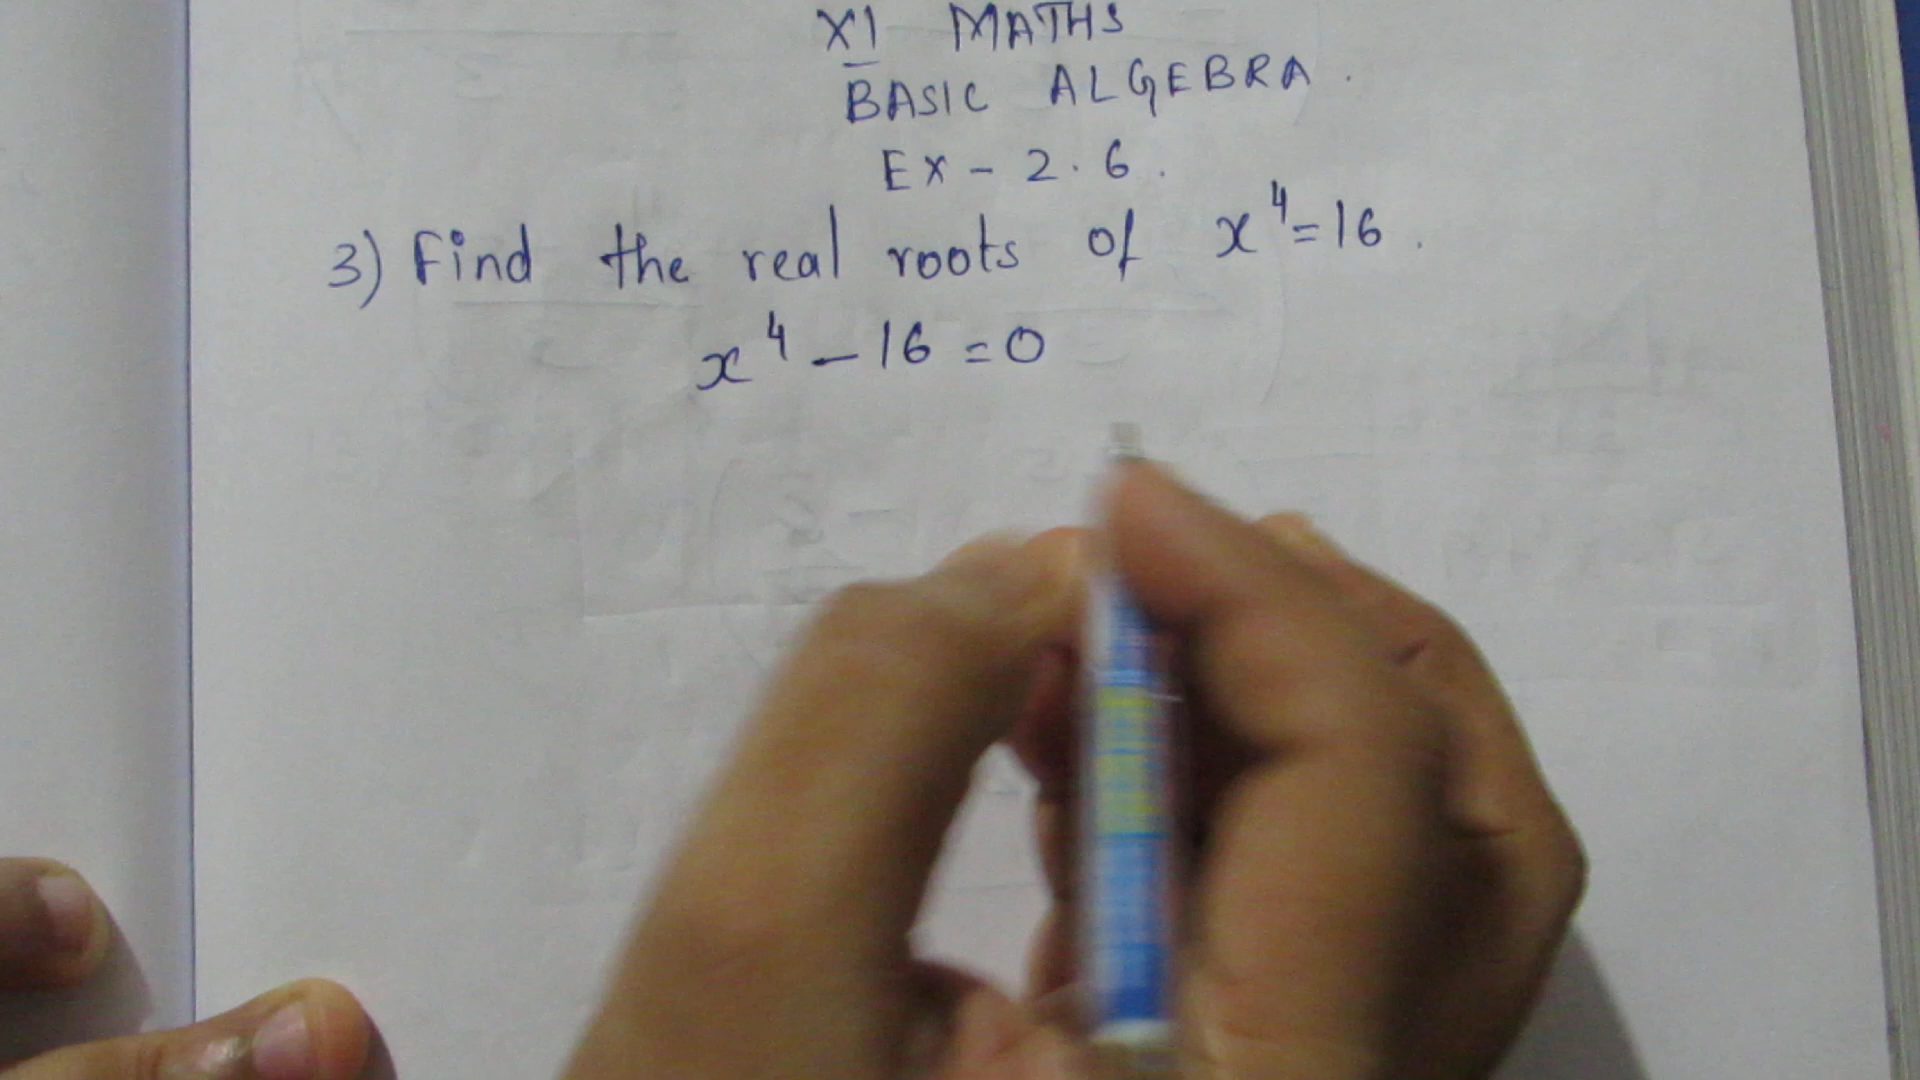 XI MATHS
BASIC ALGEBRA.
EX - 2.6.
3) Find the real roots of x⁴=16.
x⁴ - 16 = 0